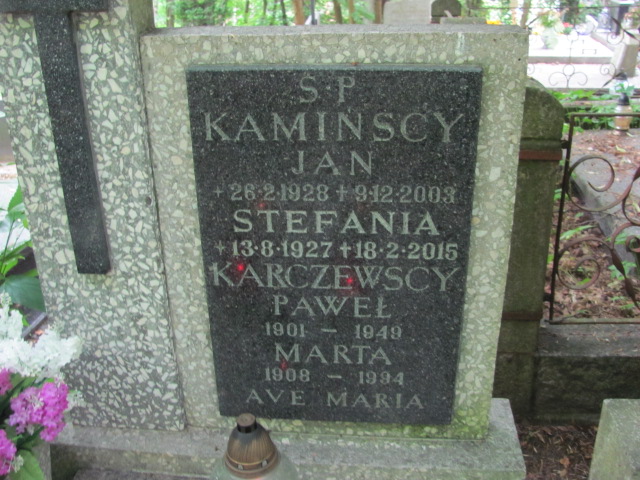 Ś·P
KAMIŃSCY
JAN
+26·2·1928 +9·12·2003
STEFANIA
+13·8·1927 +18·2·2015
KARCZEWSCY
PAWEŁ
1901 – 1949
MARTA
1908 – 1994
AVE MARIA